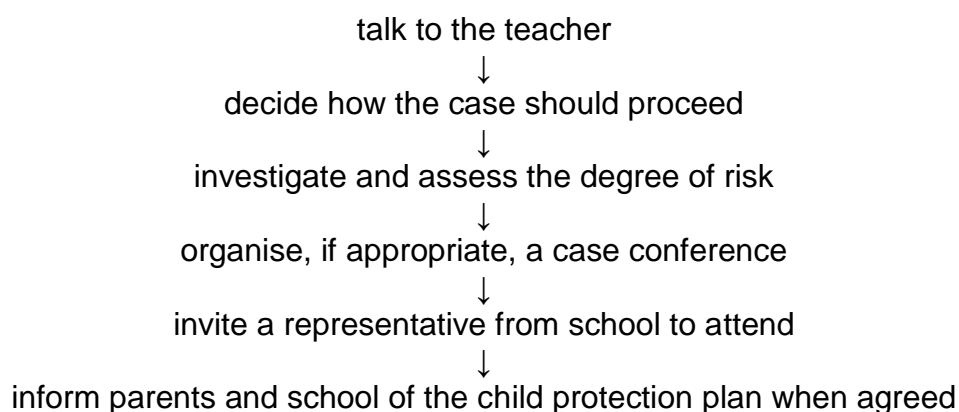 talk to the teacher
↓
decide how the case should proceed
↓
investigate and assess the degree of risk
↓
organise, if appropriate, a case conference
↓
invite a representative from school to attend
↓
inform parents and school of the child protection plan when agreed